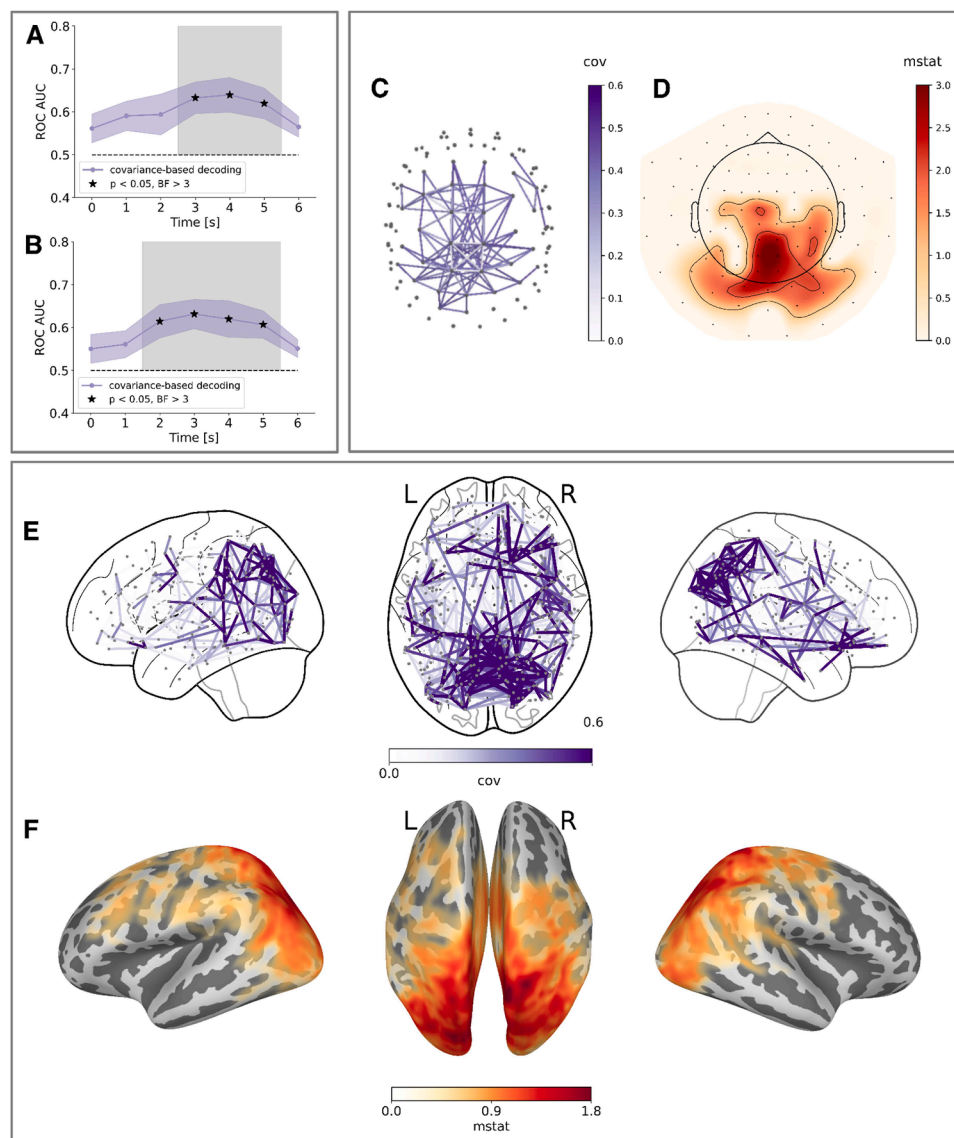 A
0.8
0.7
ROC AUC
0.6
0.5
covariance-based decoding
p < 0.05, BF > 3
0.4
0 1 2 3 4 5 6
Time [s]
B
0.8
0.7
ROC AUC
0.6
0.5
covariance-based decoding
p < 0.05, BF > 3
0.4
0 1 2 3 4 5 6
Time [s]
C
cov
0.6
0.5
0.4
0.3
0.2
0.1
0.0
D
mstat
3.0
2.5
2.0
1.5
1.0
0.5
0.0
E
L R
0.6
0.0
cov
F
L R
0.0 0.9 1.8
mstat